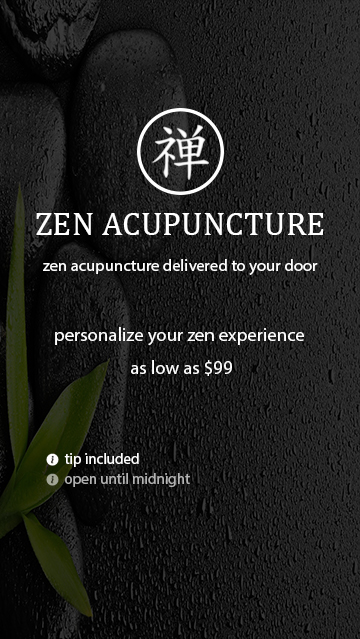 禅
ZEN ACUPUNCTURE
zen acupuncture delivered to your door
personalize your zen experience
as low as $99
i tip included
i open until midnight